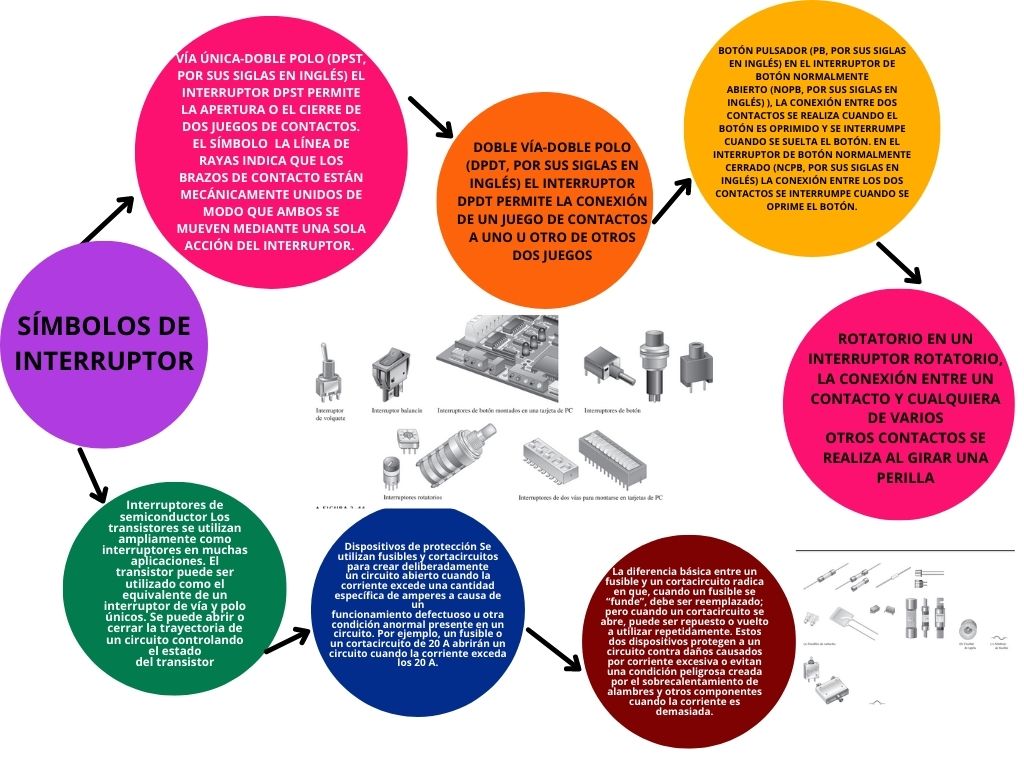 SÍMBOLOS DE
INTERRUPTOR
VÍA ÚNICA-DOBLE POLO (DPST,
POR SUS SIGLAS EN INGLÉS) EL
INTERRUPTOR DPST PERMITE
LA APERTURA O EL CIERRE DE
DOS JUEGOS DE CONTACTOS.
EL SÍMBOLO LA LÍNEA DE
RAYAS INDICA QUE LOS
BRAZOS DE CONTACTO ESTÁN
MECÁNICAMENTE UNIDOS DE
MODO QUE AMBOS SE
MUEVEN MEDIANTE UNA SOLA
ACCIÓN DEL INTERRUPTOR.
DOBLE VÍA-DOBLE POLO
(DPDT, POR SUS SIGLAS EN
INGLÉS) EL INTERRUPTOR
DPDT PERMITE LA CONEXIÓN
DE UN JUEGO DE CONTACTOS
A UNO U OTRO DE OTROS
DOS JUEGOS
BOTÓN PULSADOR (PB, POR SUS SIGLAS
EN INGLÉS) EN EL INTERRUPTOR DE
BOTÓN NORMALMENTE
ABIERTO (NOPB, POR SUS SIGLAS EN
INGLÉS) ), LA CONEXIÓN ENTRE DOS
CONTACTOS SE REALIZA CUANDO EL
BOTÓN ES OPRIMIDO Y SE INTERRUMPE
CUANDO SE SUELTA EL BOTÓN. EN EL
INTERRUPTOR DE BOTÓN NORMALMENTE
CERRADO (NCPB, POR SUS SIGLAS EN
INGLÉS) LA CONEXIÓN ENTRE LOS DOS
CONTACTOS SE INTERRUMPE CUANDO SE
OPRIME EL BOTÓN.
ROTATORIO EN UN
INTERRUPTOR ROTATORIO,
LA CONEXIÓN ENTRE UN
CONTACTO Y CUALQUIERA
DE VARIOS
OTROS CONTACTOS SE
REALIZA AL GIRAR UNA
PERILLA
Interruptor
de volquete
Interruptor balancín
Interruptores de botón montados en una tarjeta de PC
Interruptores de botón
Interruptores rotatorios
Interruptores de dos vías para montarse en tarjetas de PC
Interruptores de
semiconductor Los
transistores se utilizan
ampliamente como
interruptores en muchas
aplicaciones. El
transistor puede ser
utilizado como el
equivalente de un
interruptor de vía y polo
únicos. Se puede abrir o
cerrar la trayectoria de
un circuito controlando
el estado
del transistor
Dispositivos de protección Se
utilizan fusibles y cortacircuitos
para crear deliberadamente
un circuito abierto cuando la
corriente excede una cantidad
específica de amperes a causa de
un
funcionamiento defectuoso u otra
condición anormal presente en un
circuito. Por ejemplo, un fusible o
un cortacircuito de 20 A abrirán un
circuito cuando la corriente exceda
los 20 A.
La diferencia básica entre un
fusible y un cortacircuito radica
en que, cuando un fusible se
“funde”, debe ser reemplazado;
pero cuando un cortacircuito se
abre, puede ser repuesto o vuelto
a utilizar repetidamente. Estos
dos dispositivos protegen a un
circuito contra daños causados
por corriente excesiva o evitan
una condición peligrosa creada
por el sobrecalentamiento de
alambres y otros componentes
cuando la corriente es
demasiada.